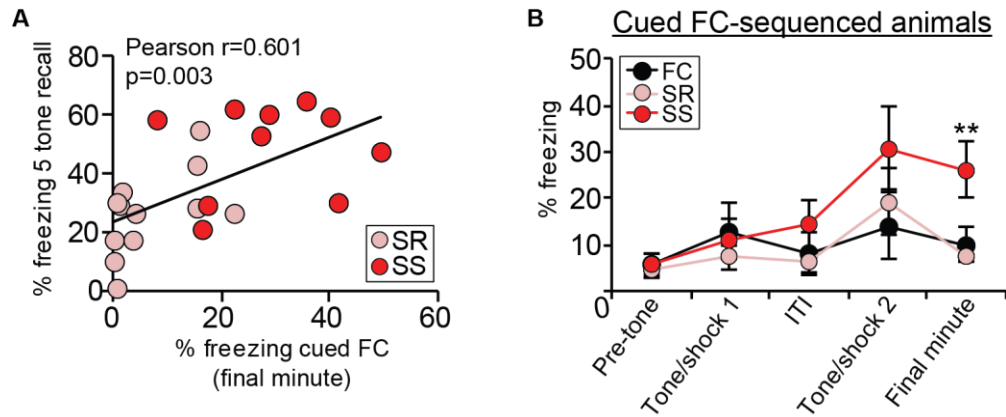 A
Pearson r=0.601
p=0.003
% freezing 5 tone recall
80
60
40
20
0
SR
SS
0
20
40
60
% freezing cued FC
(final minute)
B
Cued FC-sequenced animals
% freezing
50
40
30
20
10
0
FC
SR
SS
**
Pre-tone
Tone/shock 1
ITI
Tone/shock 2
Final minute